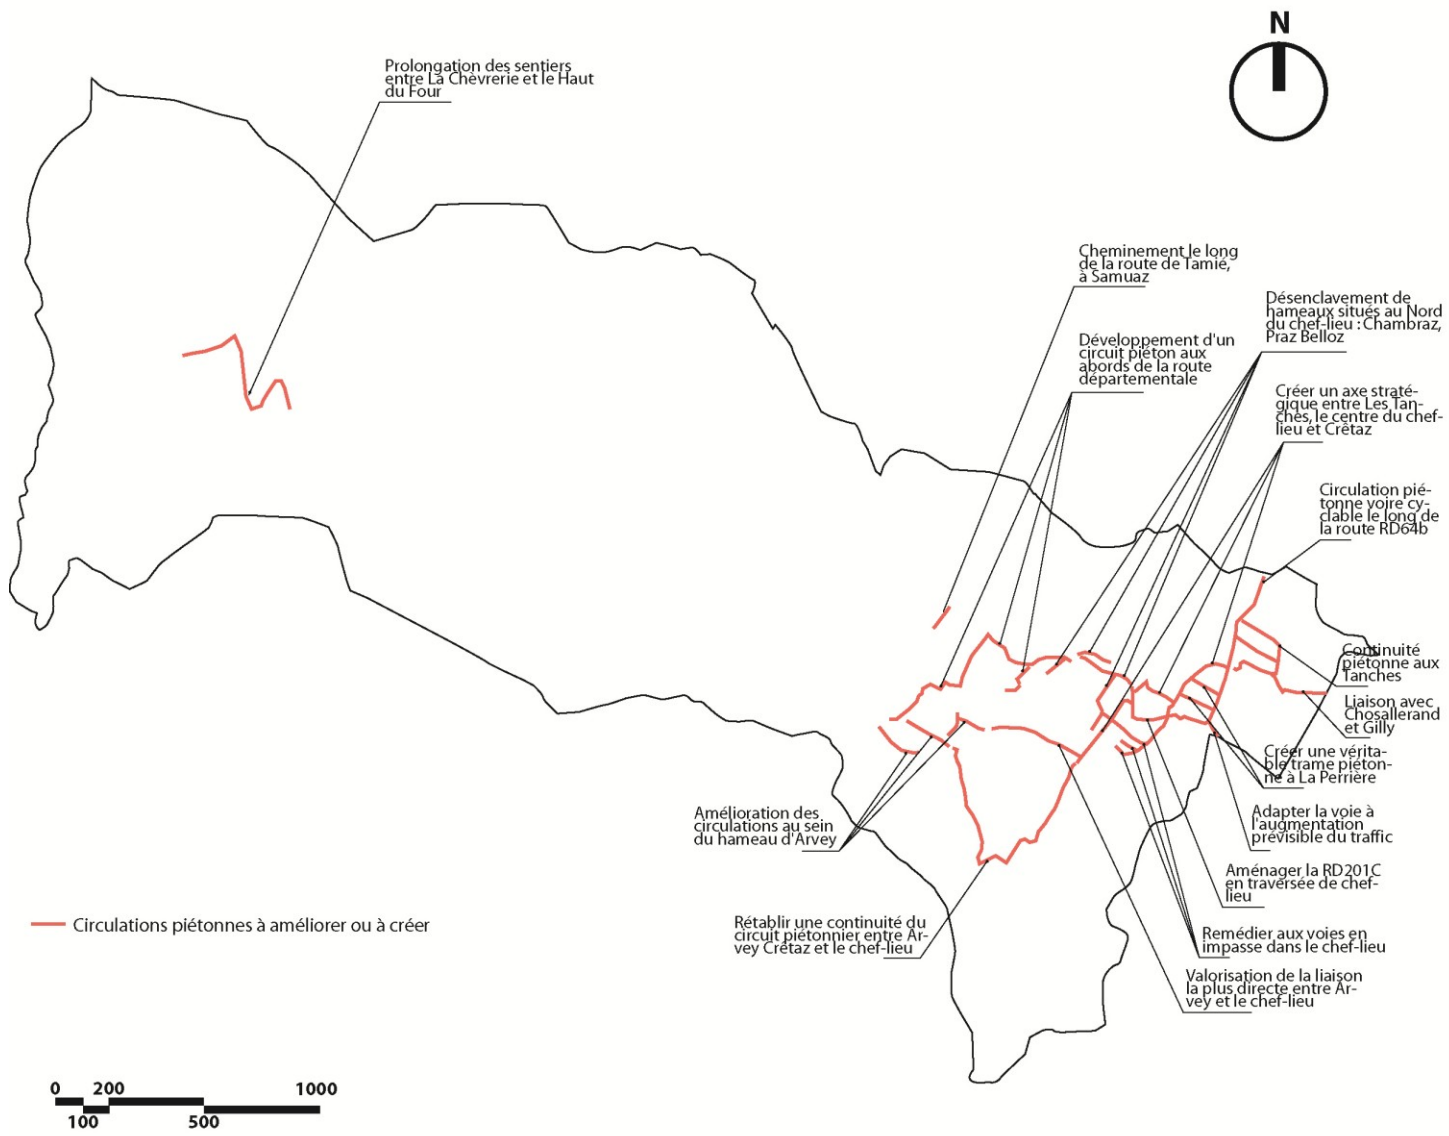 N
Prolongation des sentiers
entre La Chèvrerie et le Haut
du Four
Cheminement le long
de la route de Tamié,
à Samuaz
Désenclavement de
hameaux situés au Nord
du chef-lieu : Chambraz,
Praz Belloz
Développement d'un
circuit piéton aux
abords de la route
départementale
Créer un axe straté-
gique entre Les Tan-
ches, le centre du chef-
lieu et Crêtaz
Circulation pié-
tonne voire cy-
clable le long de
la route RD64b
Continuité
piétonne aux
Tanches
Liaison avec
Chosallerand
et Gilly
Créer une vérita-
ble trame piéton-
ne à La Perrière
Adapter la voie à
l'augmentation
prévisible du traffic
Amélioration des
circulations au sein
du hameau d'Arvey
Aménager la RD201C
en traversée de chef-
lieu
Rétablir une continuité du
circuit piétonnier entre Ar-
vey Crêtaz et le chef-lieu
Remédier aux voies en
impasse dans le chef-lieu
Valorisation de la liaison
la plus directe entre Ar-
vey et le chef-lieu
Circulations piétonnes à améliorer ou à créer
0 200 1000
100 500